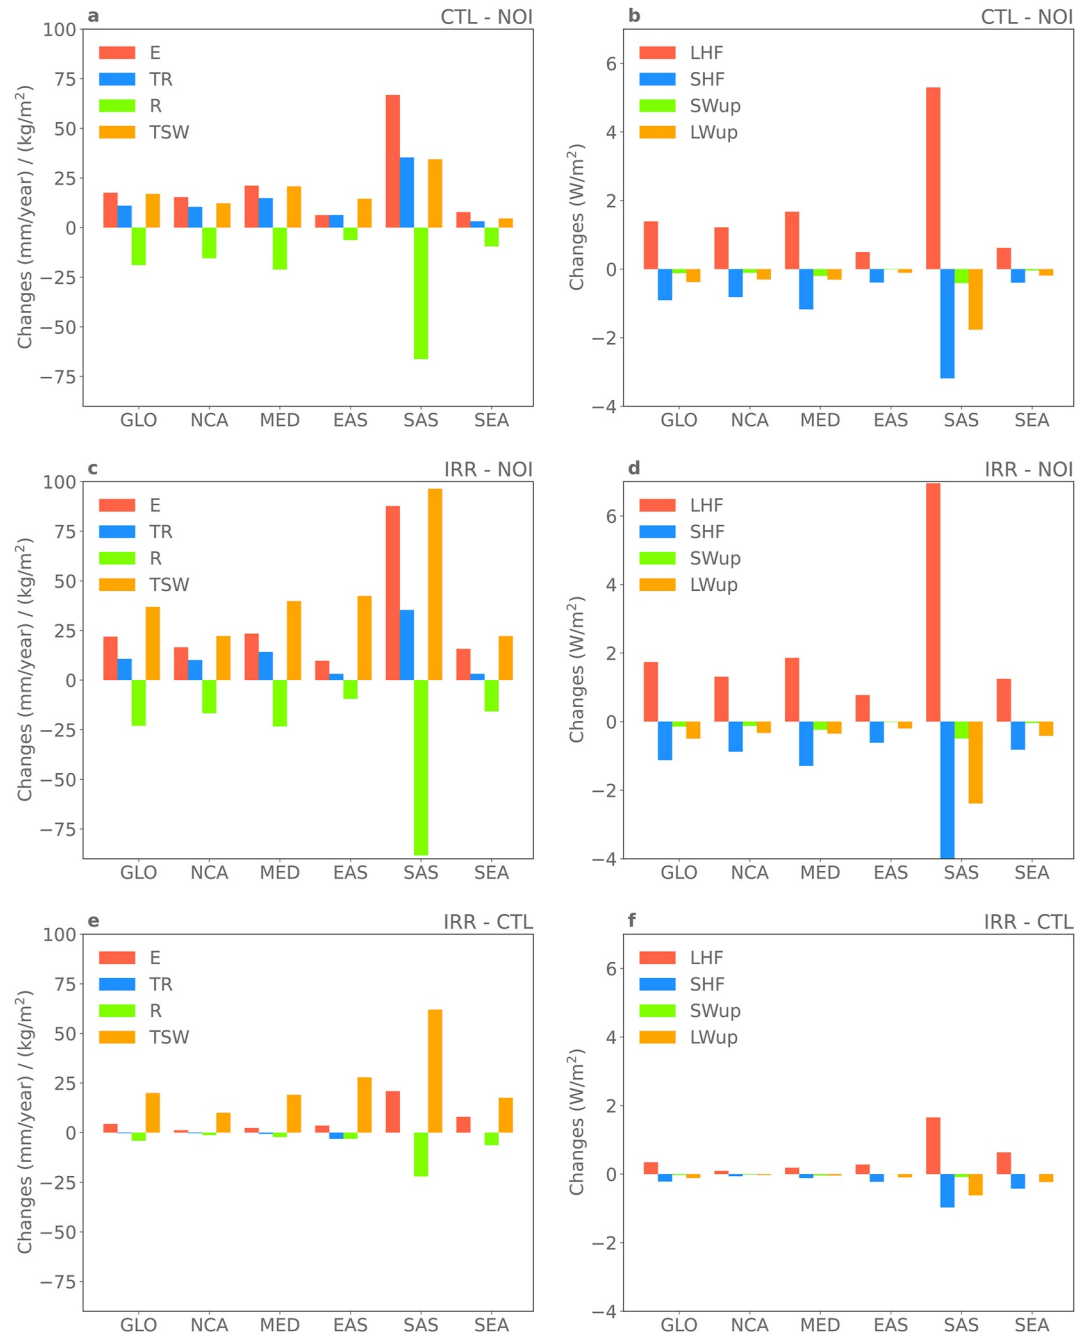 a CTL - NOI
E
TR
R
TSW
100
75
50
25
0
−25
−50
−75
Changes (mm/year) / (kg/m²)
GLO NCA MED EAS SAS SEA
b CTL - NOI
LHF
SHF
SWup
LWup
6
4
2
0
−2
−4
Changes (W/m²)
GLO NCA MED EAS SAS SEA
c IRR - NOI
E
TR
R
TSW
100
75
50
25
0
−25
−50
−75
Changes (mm/year) / (kg/m²)
GLO NCA MED EAS SAS SEA
d IRR - NOI
LHF
SHF
SWup
LWup
6
4
2
0
−2
−4
Changes (W/m²)
GLO NCA MED EAS SAS SEA
e IRR - CTL
E
TR
R
TSW
100
75
50
25
0
−25
−50
−75
Changes (mm/year) / (kg/m²)
GLO NCA MED EAS SAS SEA
f IRR - CTL
LHF
SHF
SWup
LWup
6
4
2
0
−2
−4
Changes (W/m²)
GLO NCA MED EAS SAS SEA